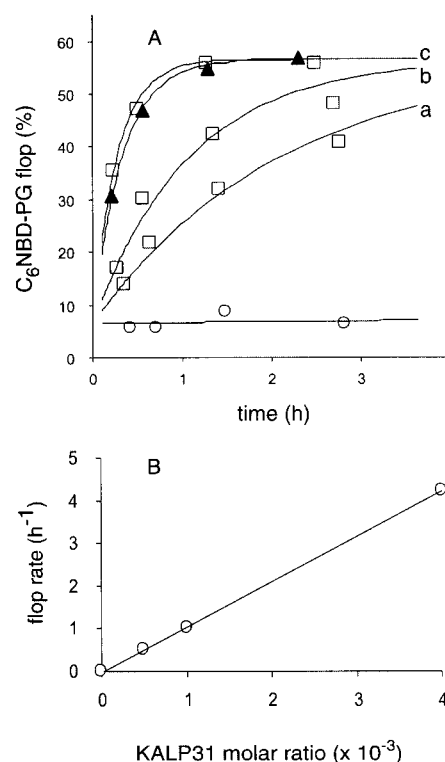 A
60
50
40
30
20
10
0
C₆NBD-PG flop (%)
c
b
a
0 1 2 3
time (h)
B
5
4
3
2
1
0
flop rate (h⁻¹)
0 1 2 3 4
KALP31 molar ratio (x 10⁻³)